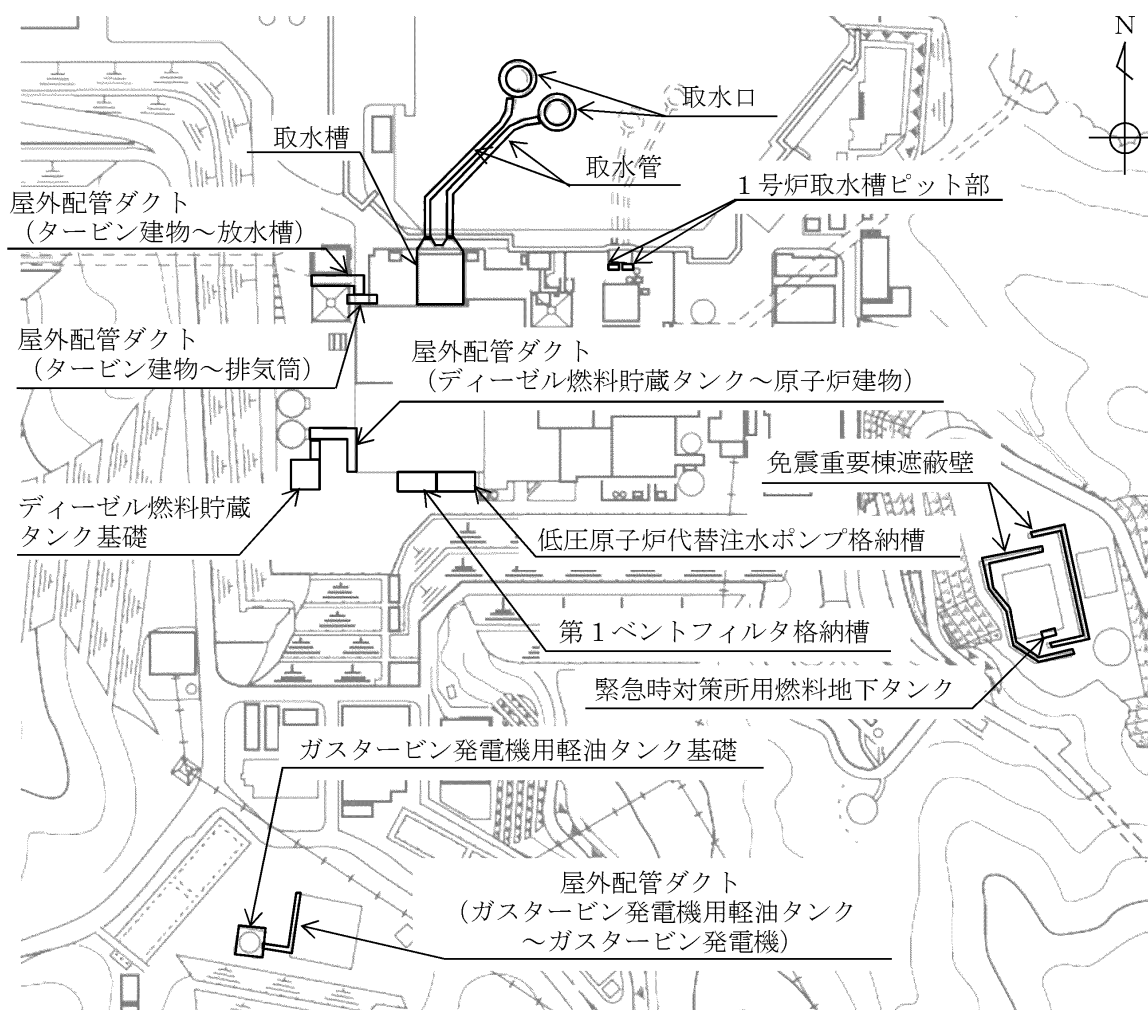 N
取水口
取水槽
取水管
1号炉取水槽ピット部
屋外配管ダクト
（タービン建物～放水槽）
屋外配管ダクト
（タービン建物～排気筒）
屋外配管ダクト
（ディーゼル燃料貯蔵タンク～原子炉建物）
免震重要棟遮蔽壁
ディーゼル燃料貯蔵
タンク基礎
低圧原子炉代替注水ポンプ格納槽
第1ベントフィルタ格納槽
緊急時対策所用燃料地下タンク
ガスタービン発電機用軽油タンク基礎
屋外配管ダクト
（ガスタービン発電機用軽油タンク
～ガスタービン発電機）